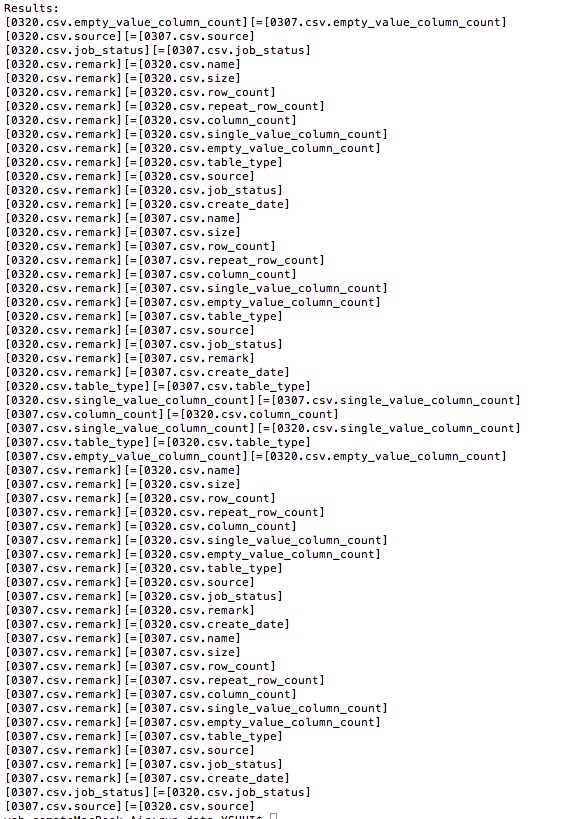 Results:
[0320.csv.empty_value_column_count][=[0307.csv.empty_value_column_count]
[0320.csv.source][=[0307.csv.source]
[0320.csv.job_status][=[0307.csv.job_status]
[0320.csv.remark][=[0320.csv.name]
[0320.csv.remark][=[0320.csv.size]
[0320.csv.remark][=[0320.csv.row_count]
[0320.csv.remark][=[0320.csv.repeat_row_count]
[0320.csv.remark][=[0320.csv.column_count]
[0320.csv.remark][=[0320.csv.single_value_column_count]
[0320.csv.remark][=[0320.csv.empty_value_column_count]
[0320.csv.remark][=[0320.csv.table_type]
[0320.csv.remark][=[0320.csv.source]
[0320.csv.remark][=[0320.csv.job_status]
[0320.csv.remark][=[0320.csv.create_date]
[0320.csv.remark][=[0307.csv.name]
[0320.csv.remark][=[0307.csv.size]
[0320.csv.remark][=[0307.csv.row_count]
[0320.csv.remark][=[0307.csv.repeat_row_count]
[0320.csv.remark][=[0307.csv.column_count]
[0320.csv.remark][=[0307.csv.single_value_column_count]
[0320.csv.remark][=[0307.csv.empty_value_column_count]
[0320.csv.remark][=[0307.csv.table_type]
[0320.csv.remark][=[0307.csv.source]
[0320.csv.remark][=[0307.csv.job_status]
[0320.csv.remark][=[0307.csv.remark]
[0320.csv.remark][=[0307.csv.create_date]
[0320.csv.table_type][=[0307.csv.table_type]
[0320.csv.single_value_column_count][=[0307.csv.single_value_column_count]
[0307.csv.column_count][=[0320.csv.column_count]
[0307.csv.single_value_column_count][=[0320.csv.single_value_column_count]
[0307.csv.table_type][=[0320.csv.table_type]
[0307.csv.empty_value_column_count][=[0320.csv.empty_value_column_count]
[0307.csv.remark][=[0320.csv.name]
[0307.csv.remark][=[0320.csv.size]
[0307.csv.remark][=[0320.csv.row_count]
[0307.csv.remark][=[0320.csv.repeat_row_count]
[0307.csv.remark][=[0320.csv.column_count]
[0307.csv.remark][=[0320.csv.single_value_column_count]
[0307.csv.remark][=[0320.csv.empty_value_column_count]
[0307.csv.remark][=[0320.csv.table_type]
[0307.csv.remark][=[0320.csv.source]
[0307.csv.remark][=[0320.csv.job_status]
[0307.csv.remark][=[0320.csv.remark]
[0307.csv.remark][=[0320.csv.create_date]
[0307.csv.remark][=[0307.csv.name]
[0307.csv.remark][=[0307.csv.size]
[0307.csv.remark][=[0307.csv.row_count]
[0307.csv.remark][=[0307.csv.repeat_row_count]
[0307.csv.remark][=[0307.csv.column_count]
[0307.csv.remark][=[0307.csv.single_value_column_count]
[0307.csv.remark][=[0307.csv.empty_value_column_count]
[0307.csv.remark][=[0307.csv.table_type]
[0307.csv.remark][=[0307.csv.source]
[0307.csv.remark][=[0307.csv.job_status]
[0307.csv.remark][=[0307.csv.create_date]
[0307.csv.job_status][=[0320.csv.job_status]
[0307.csv.source][=[0320.csv.source]